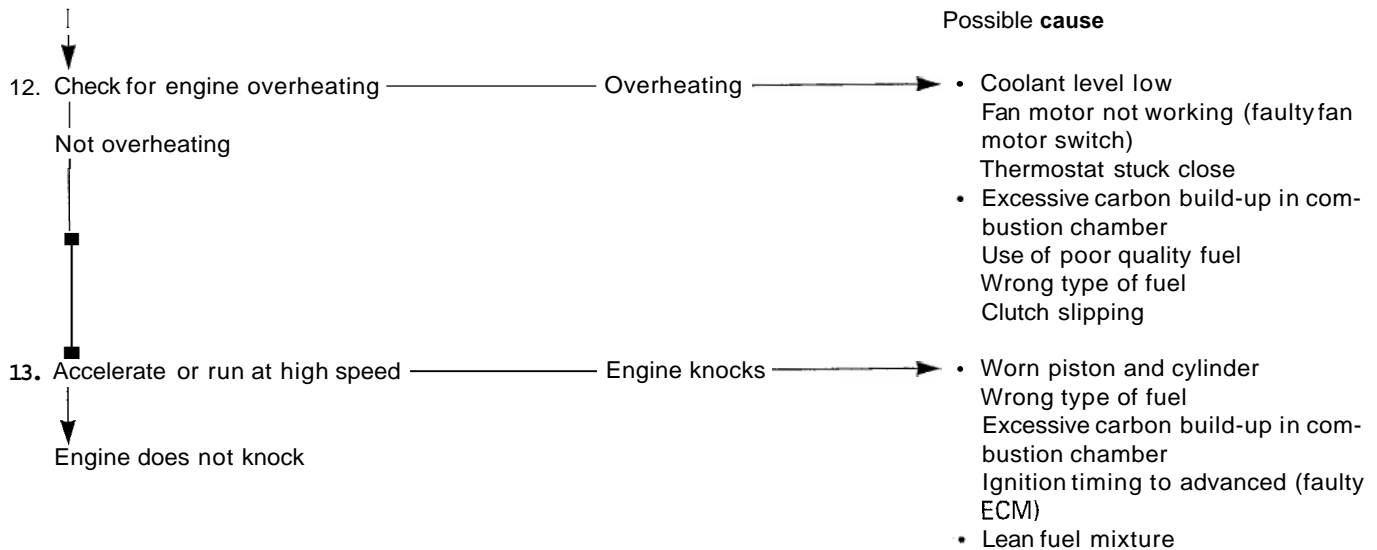 Possible cause
12. Check for engine overheating Overheating • Coolant level low
Fan motor not working (faulty fan
motor switch)
Thermostat stuck close
• Excessive carbon build-up in com-
bustion chamber
Use of poor quality fuel
Wrong type of fuel
Clutch slipping
Not overheating
13. Accelerate or run at high speed Engine knocks • Worn piston and cylinder
Wrong type of fuel
Excessive carbon build-up in com-
bustion chamber
Ignition timing to advanced (faulty
ECM)
• Lean fuel mixture
Engine does not knock